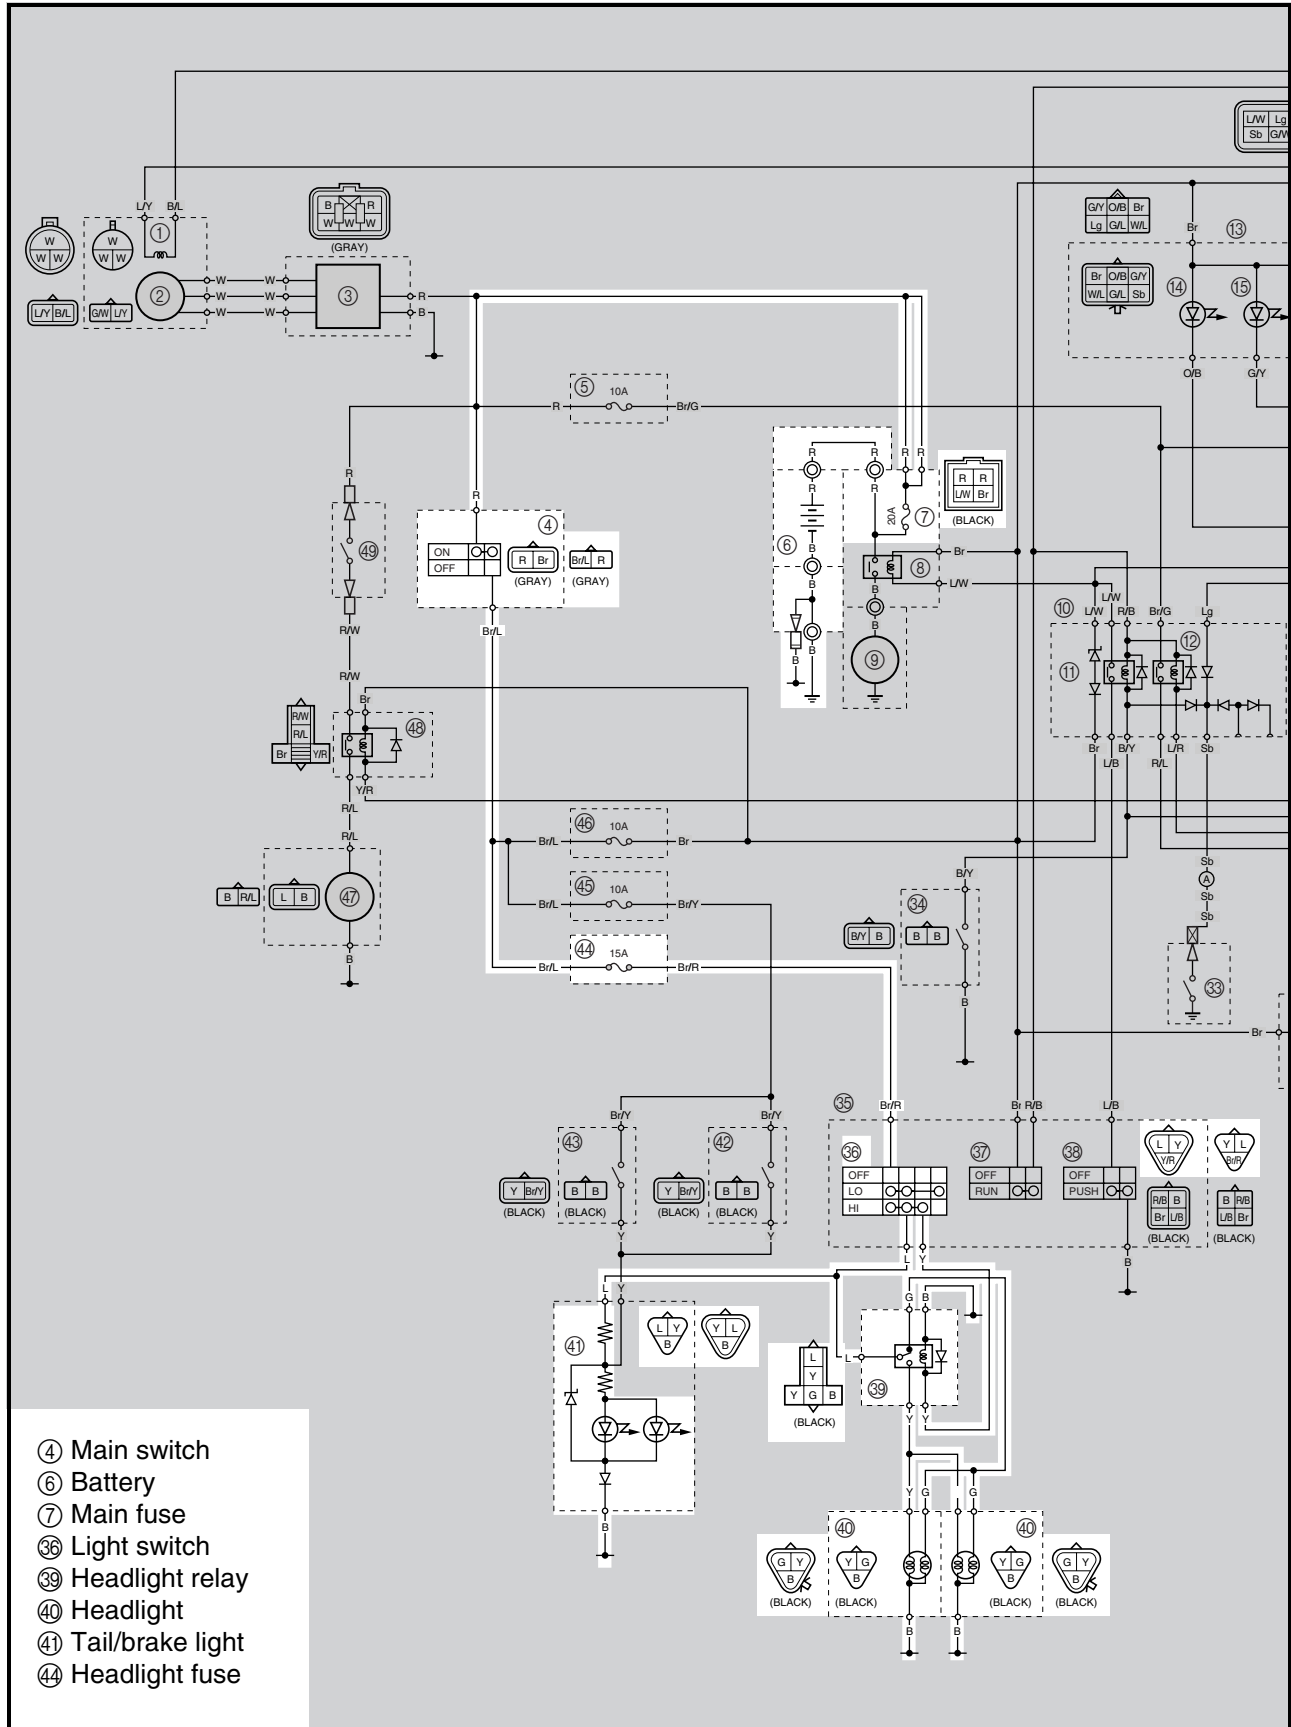 L/W Lg
Sb G/W
L/Y B/L
①
W
W W
W
W W
②
L/Y B/L
G/W L/Y
W W
W W
W W
B R
W W W
(GRAY)
③
R
B
G/Y O/B Br
Lg G/L W/L
Br
⑬
Br O/B G/Y
W/L G/L Sb
⑭ ⑮
O/B G/Y
⑤ 10A
R Br/G
R
R
④
ON
OFF
R Br
(GRAY)
Br/L R
(GRAY)
Br/L
㊾
R/W
R/W
Br
㊽
R/W
R/L
Br Y/R
Y/R
R/L
R/L
㊼
B R/L
L B
B
R R R R
R R
20A
⑦
R R
L/W Br
(BLACK)
⑥
B
B
B B
⑧
Br
L/W
B
B
⑨
⑩
L/W L/W R/B Br/G Lg
⑪ ⑫
Br L/B B/Y R/L L/R Sb
Sb
A
Sb
Sb
㉝
Br
㊻ 10A
Br/L Br
㊺ 10A
Br/L Br/Y
㊹ 15A
Br/L Br/R
B/Y
㉞
B/Y B
B B
B
Br/Y Br/Y
㊸ ㊷
Y Br/Y
(BLACK)
B B
(BLACK)
Y Br/Y
(BLACK)
B B
(BLACK)
Y Y
㉟
Br/R Br R/B L/B
㊱ ㊲ ㊳
OFF
LO
HI
OFF
RUN
OFF
PUSH
L Y
Y/R
Y L
Br/R
R/B B
Br L/B
(BLACK)
B R/B
L/B Br
(BLACK)
B
L Y
L Y
㊶
L Y
B
Y L
B
B
G B
L
㊴
L
Y
Y G B
(BLACK)
Y Y
Y G G
㊵ ㊵
G Y
B
(BLACK)
Y G
B
(BLACK)
Y G
B
(BLACK)
G Y
B
(BLACK)
B B
④ Main switch
⑥ Battery
⑦ Main fuse
㊱ Light switch
㊴ Headlight relay
㊵ Headlight
㊶ Tail/brake light
㊹ Headlight fuse